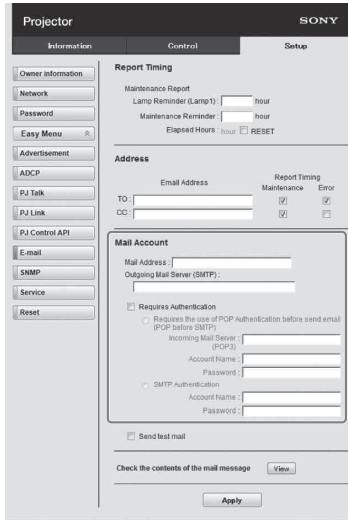 Projector
SONY
Information
Control
Setup
Owner information
Network
Password
Easy Menu
Advertisement
ADCP
PJ Talk
PJ Link
PJ Control API
E-mail
SNMP
Service
Reset
Report Timing
Maintenance Report
Lamp Reminder (Lamp1) : hour
Maintenance Reminder : hour
Elapsed Hours : hour RESET
Address
Email Address
Report Timing
Maintenance Error
TO :
CC :
Mail Account
Mail Address :
Outgoing Mail Server (SMTP) :
Requires Authentication
Requires the use of POP Authentication before send email
(POP before SMTP)
Incoming Mail Server :
(POP3)
Account Name :
Password :
SMTP Authentication
Account Name :
Password :
Send test mail
Check the contents of the mail message View
Apply